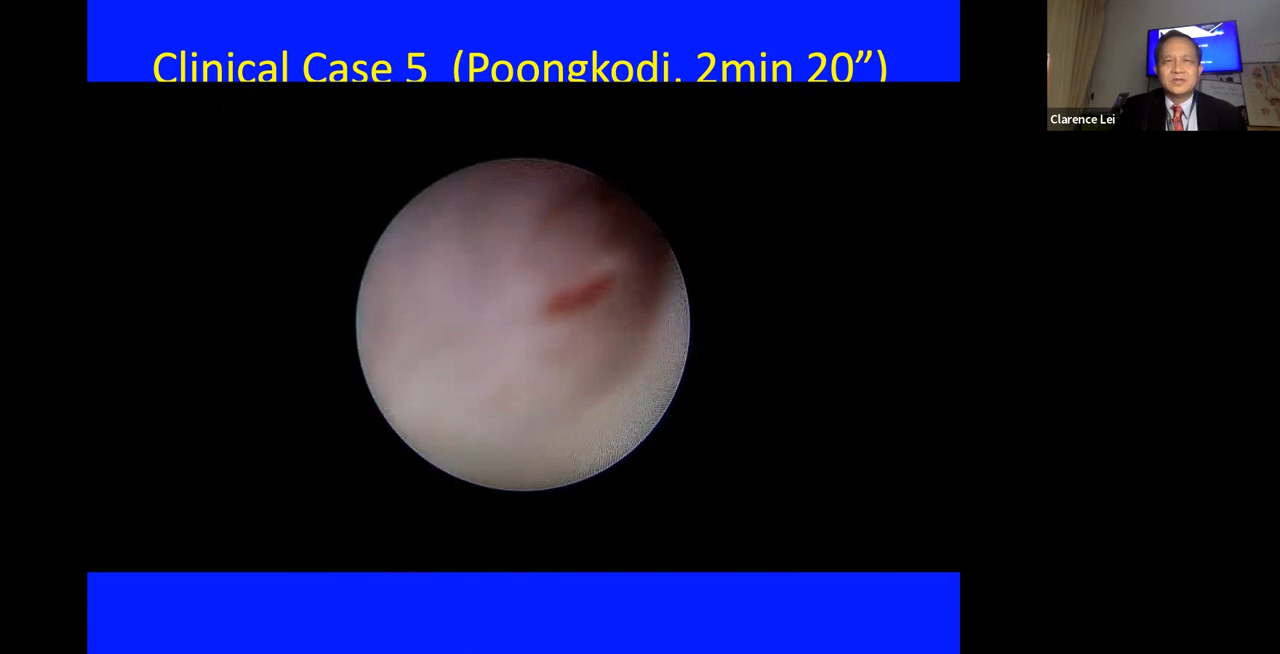 Clinical Case 5 (Poongkodi, 2min 20”)
Clarence Lei